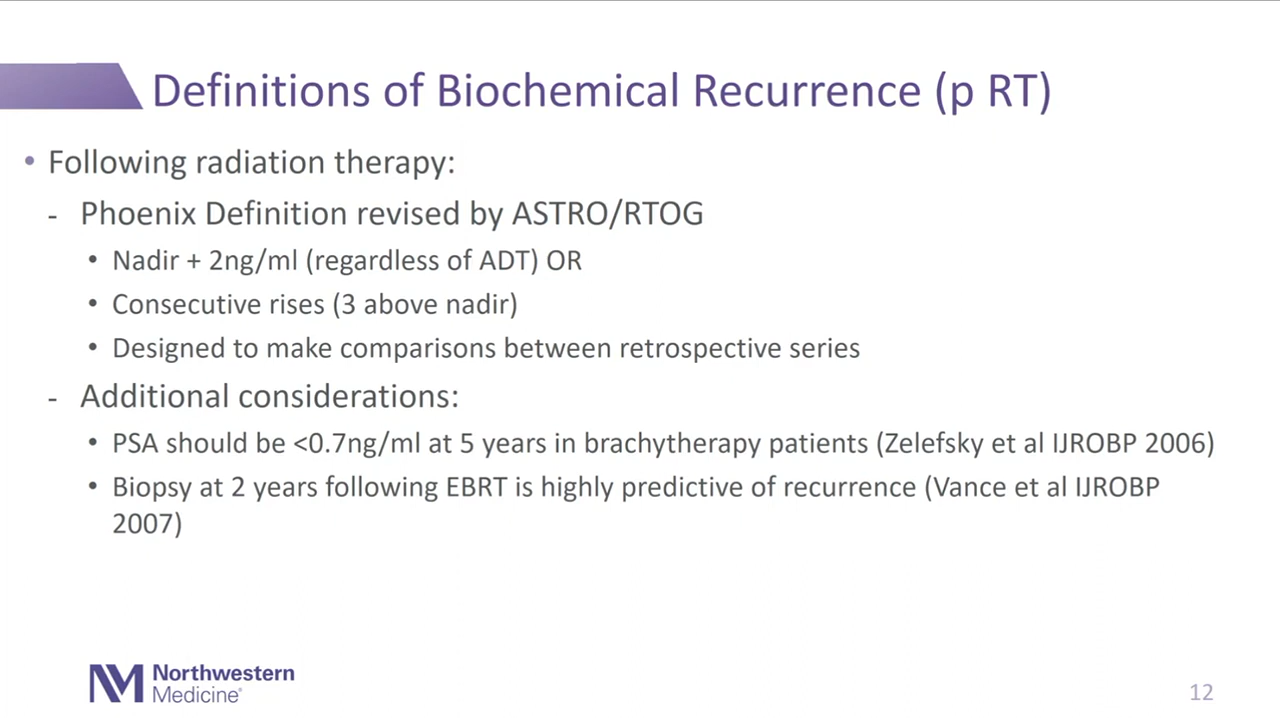 Definitions of Biochemical Recurrence (p RT)
• Following radiation therapy:
- Phoenix Definition revised by ASTRO/RTOG
• Nadir + 2ng/ml (regardless of ADT) OR
• Consecutive rises (3 above nadir)
• Designed to make comparisons between retrospective series
- Additional considerations:
• PSA should be <0.7ng/ml at 5 years in brachytherapy patients (Zelefsky et al IJROBP 2006)
• Biopsy at 2 years following EBRT is highly predictive of recurrence (Vance et al IJROBP
2007)
NM Northwestern
Medicine®
12